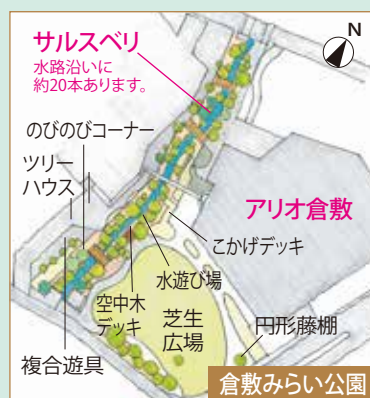 N
サルスベリ
水路沿いに
約20本あります。
のびのびコーナー
ツリー
ハウス
アリオ倉敷
こかげデッキ
水遊び場
空中木
デッキ
芝生
広場
円形藤棚
複合遊具
倉敷みらい公園